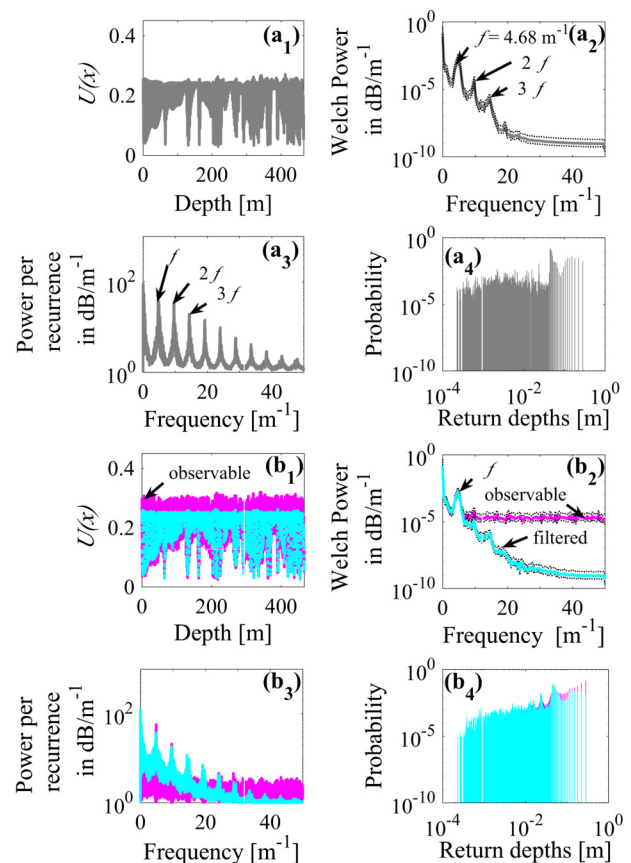 (a1)
U(x)
0.4
0.2
0
0 200 400
Depth [m]
(a2)
Welch Power
in dB/m-1
10^0
10^-5
10^-10
f = 4.68 m-1
2 f
3 f
0 20 40
Frequency [m-1]
(a3)
Power per
recurrence
in dB/m-1
10^2
10^0
f
2 f
3 f
0 20 40
Frequency [m-1]
(a4)
Probability
10^0
10^-5
10^-10
10^-4 10^-2 10^0
Return depths [m]
(b1)
U(x)
0.4
0.2
0
observable
0 200 400
Depth [m]
(b2)
Welch Power
in dB/m-1
10^0
10^-5
10^-10
f
observable
filtered
0 20 40
Frequency [m-1]
(b3)
Power per
recurrence
in dB/m-1
10^2
10^0
0 20 40
Frequency [m-1]
(b4)
Probability
10^0
10^-5
10^-10
10^-4 10^-2 10^0
Return depths [m]